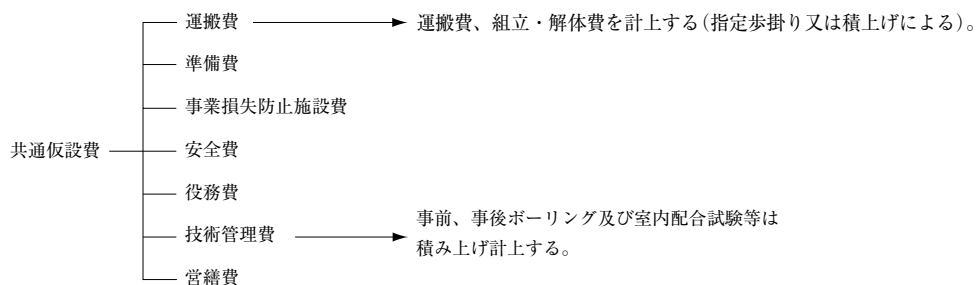 運搬費
運搬費、組立・解体費を計上する(指定歩掛り又は積上げによる)。
準備費
事業損失防止施設費
共通仮設費
安全費
役務費
技術管理費
事前、事後ボーリング及び室内配合試験等は
積み上げ計上する。
営繕費